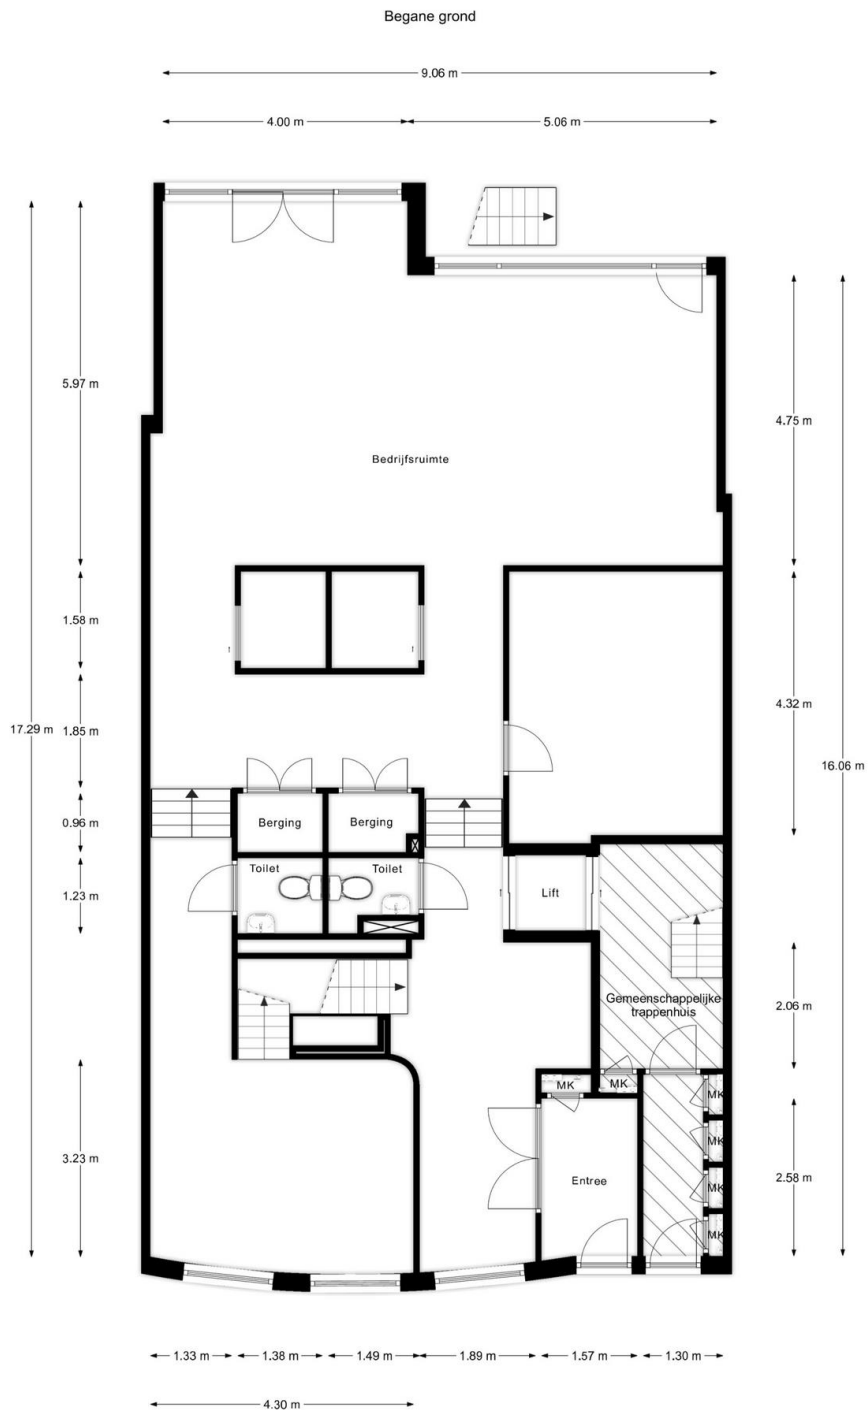 Begane grond
9.06 m
4.00 m
5.06 m
5.97 m
4.75 m
Bedrijfsruimte
1.58 m
4.32 m
17.29 m
1.85 m
16.06 m
0.96 m
Berging
Berging
1.23 m
Toilet
Toilet
Lift
2.06 m
Gemeenschappelijke
trappenhuis
MK
MK
MK
MK
3.23 m
Entree
2.58 m
MK
MK
1.33 m
1.38 m
1.49 m
1.89 m
1.57 m
1.30 m
4.30 m